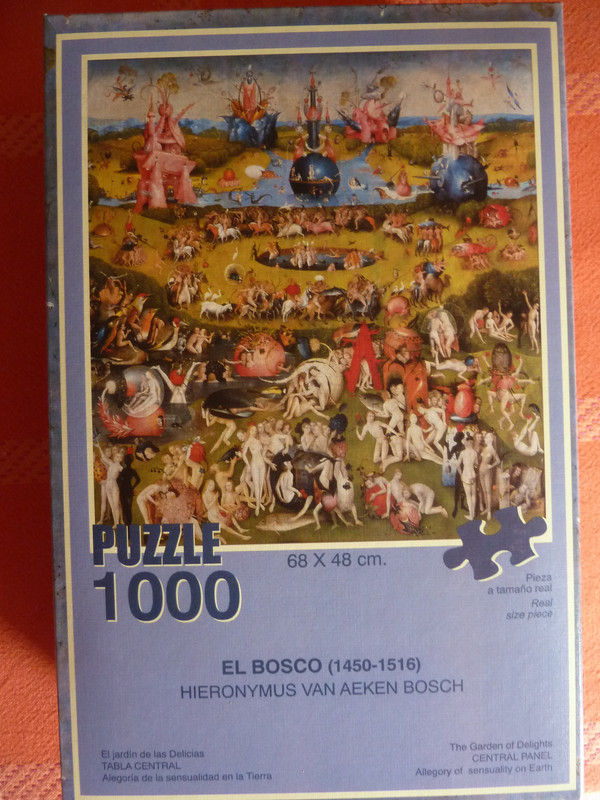 PUZZLE
1000
68 X 48 cm.
Pieza
a tamaño real
Real
size piece
EL BOSCO (1450-1516)
HIERONYMUS VAN AEKEN BOSCH
El jardín de las Delicias
TABLA CENTRAL
Alegoría de la sensualidad en la Tierra
The Garden of Delights
CENTRAL PANEL
Allegory of sensuality on Earth